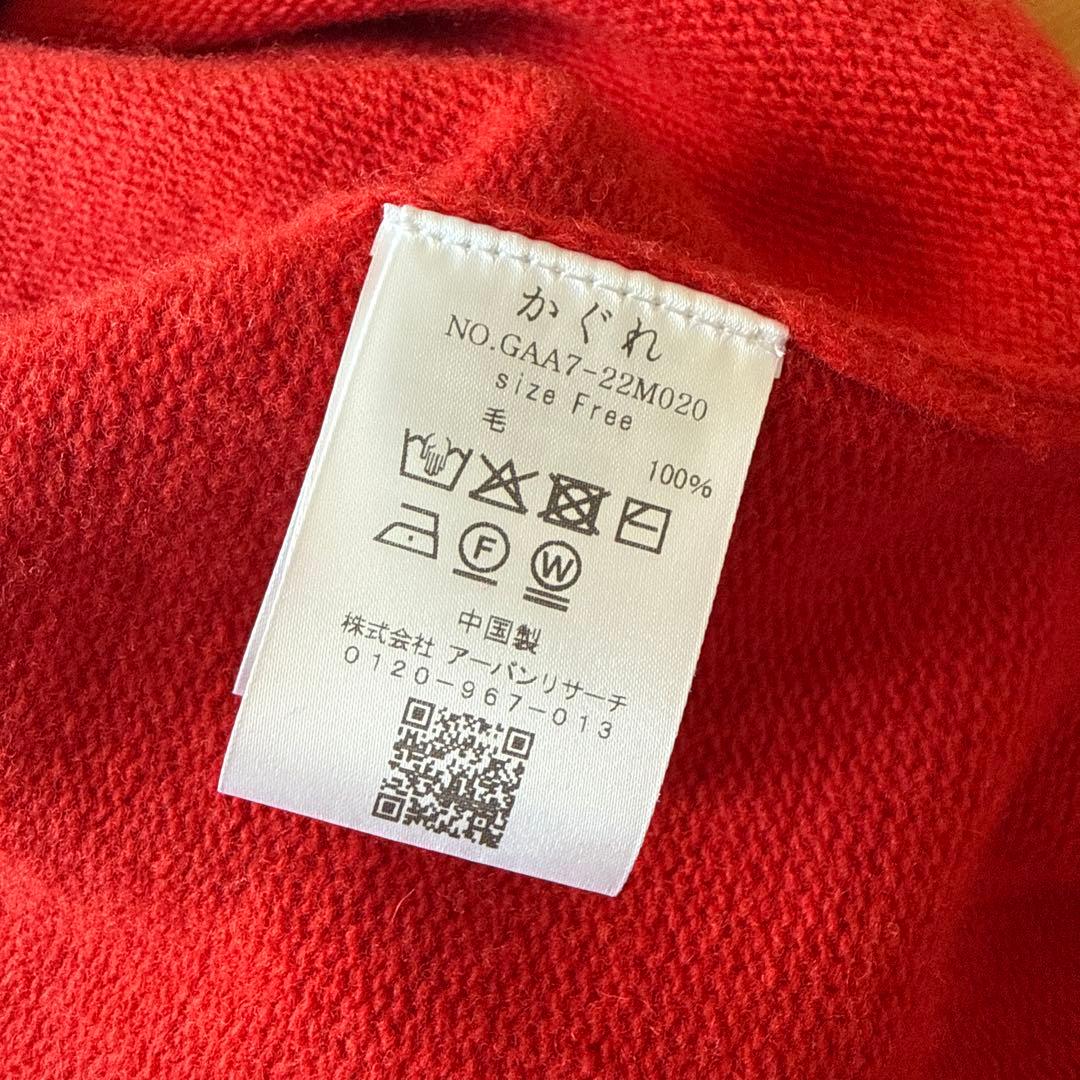 かぐれ
NO.GAA7-22M020
size Free
毛
100%
F
W
中国製
株式会社 アーバンリサーチ
0120-967-013